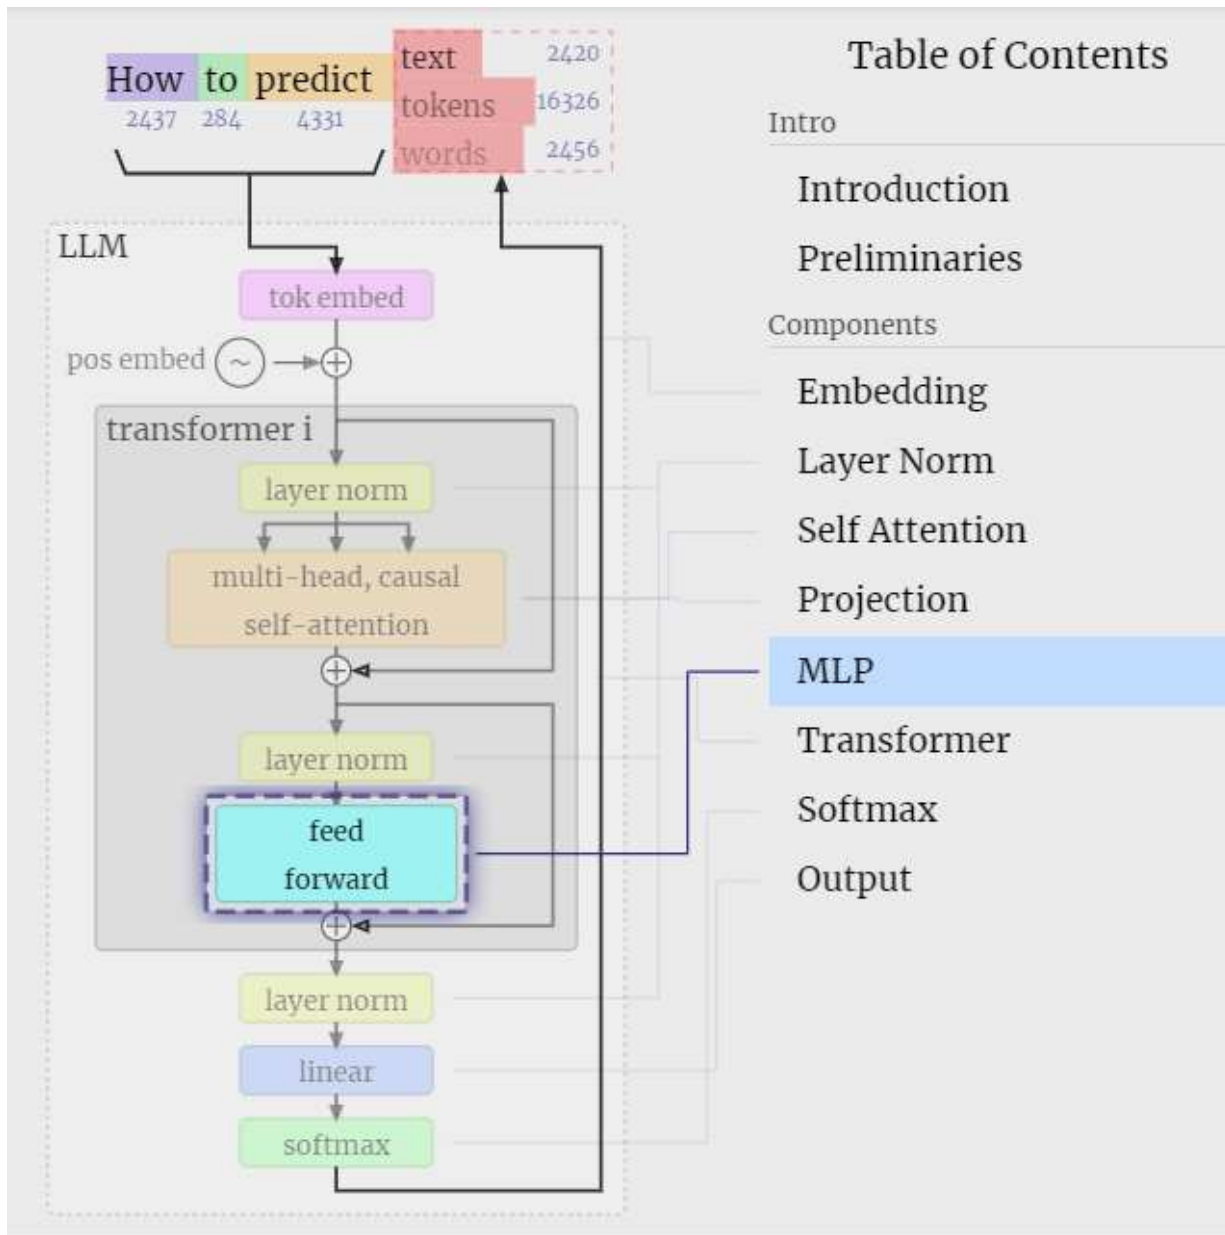 How to predict
2437 284 4331
text 2420
tokens 16326
words 2456
LLM
tok embed
pos embed ~
transformer i
layer norm
multi-head, causal
self-attention
layer norm
feed
forward
layer norm
linear
softmax
Table of Contents
Intro
Introduction
Preliminaries
Components
Embedding
Layer Norm
Self Attention
Projection
MLP
Transformer
Softmax
Output